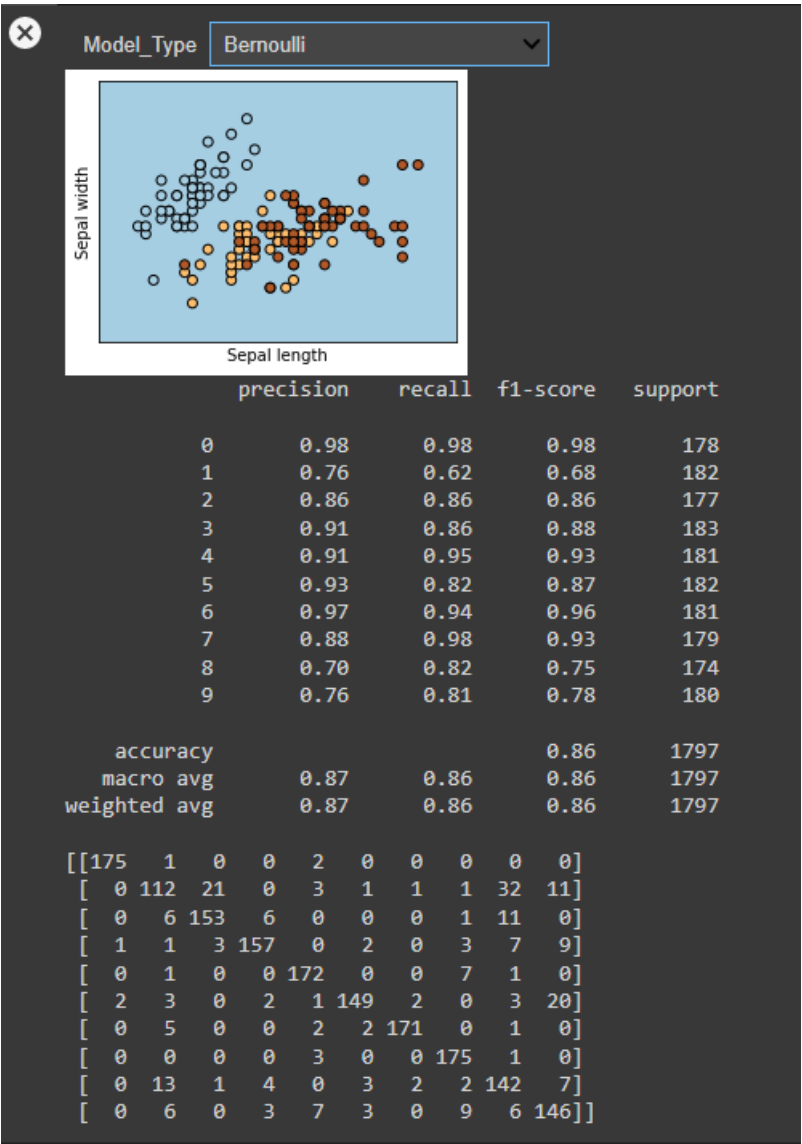 Model_Type Bernoulli
Sepal width
Sepal length
precision recall f1-score support
0 0.98 0.98 0.98 178
1 0.76 0.62 0.68 182
2 0.86 0.86 0.86 177
3 0.91 0.86 0.88 183
4 0.91 0.95 0.93 181
5 0.93 0.82 0.87 182
6 0.97 0.94 0.96 181
7 0.88 0.98 0.93 179
8 0.70 0.82 0.75 174
9 0.76 0.81 0.78 180
accuracy 0.86 1797
macro avg 0.87 0.86 0.86 1797
weighted avg 0.87 0.86 0.86 1797
[[175 1 0 0 2 0 0 0 0 0]
[ 0 112 21 0 3 1 1 1 32 11]
[ 0 6 153 6 0 0 0 1 11 0]
[ 1 1 3 157 0 2 0 3 7 9]
[ 0 1 0 0 172 0 0 7 1 0]
[ 2 3 0 2 1 149 2 0 3 20]
[ 0 5 0 0 2 2 171 0 1 0]
[ 0 0 0 0 3 0 0 175 1 0]
[ 0 13 1 4 0 3 2 2 142 7]
[ 0 6 0 3 7 3 0 9 6 146]]